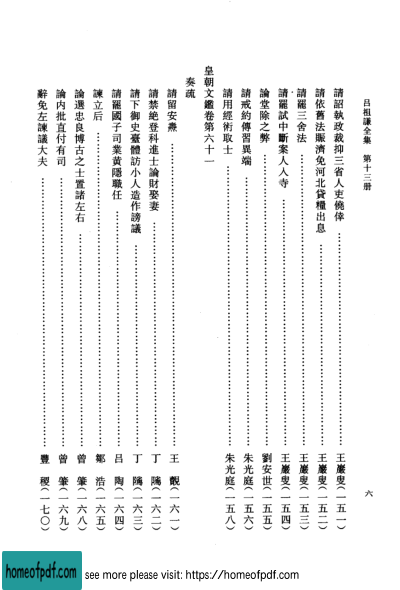 呂祖謙全集　第十三册
六
請詔執政裁抑三省人吏僥倖……王巖叟（一五一）
請依舊法賑濟免河北貸糧出息……王巖叟（一五二）
請罷三舍法……王巖叟（一五三）
請罷試中斷案人入寺……王巖叟（一五四）
論堂除之弊……劉安世（一五五）
請戒約傳習異端……朱光庭（一五六）
請用經術取士……朱光庭（一五八）
皇朝文鑑卷第六十一
奏疏
請留安燾……王　覿（一六一）
請禁絶登科進士論財娶妻……丁　隲（一六二）
請下御史臺體訪小人造作謗議……丁　隲（一六三）
請罷國子司業黃隱職任……吕　陶（一六四）
諫立后……鄒　浩（一六五）
論選忠良博古之士置諸左右……曾　肇（一六八）
論内批直付有司……曾　肇（一六九）
辭免左諫議大夫……豐　稷（一七〇）
homeofpdf.com
see more please visit: https://homeofpdf.com